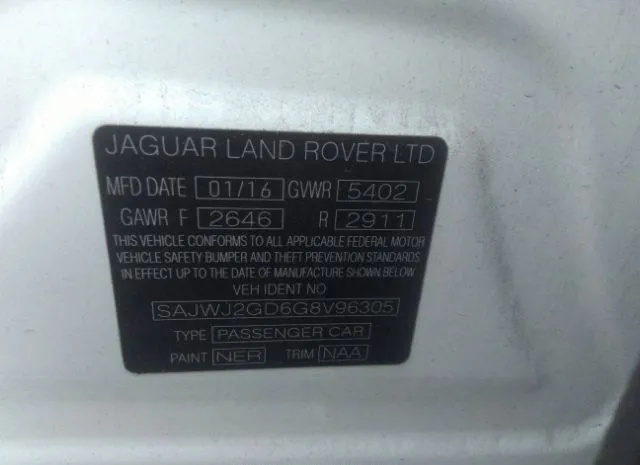 JAGUAR LAND ROVER LTD
MFD DATE 01/16 GVWR 5402
GAWR F 2646 R 2911
THIS VEHICLE CONFORMS TO ALL APPLICABLE FEDERAL MOTOR
VEHICLE SAFETY BUMPER AND THEFT PREVENTION STANDARDS
IN EFFECT UP TO THE DATE OF MANUFACTURE SHOWN BELOW
VEH IDENT NO
SAJWJ2GD6G8V96305
TYPE PASSENGER CAR
PAINT NER TRIM NAA